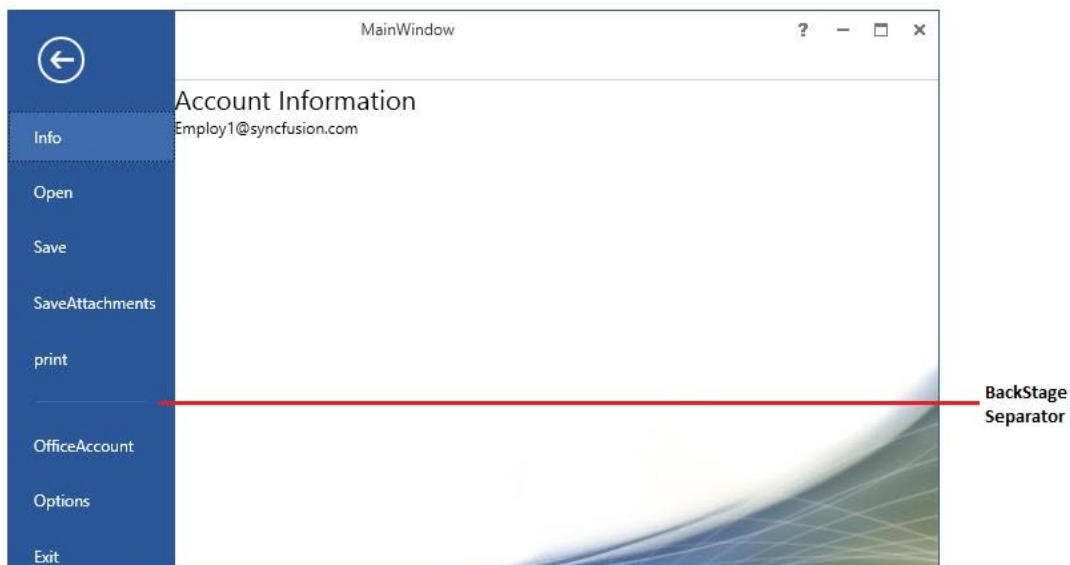 MainWindow
?
Account Information
Employ1@syncfusion.com
Info
Open
Save
SaveAttachments
print
BackStage
Separator
OfficeAccount
Options
Exit